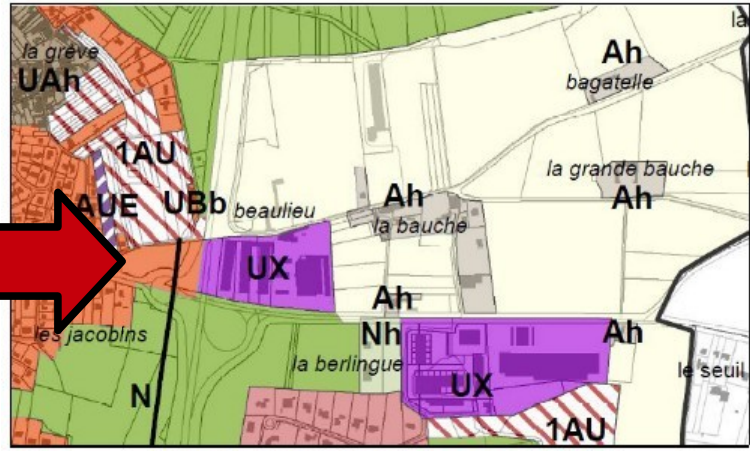 la
la grève
UAh
Ah
bagatelle
1AU
la grande bauche
Ah
AUE
UBb
beaulieu
Ah
la bauche
UX
Ah
les jacobins
Nh
Ah
la berlingue
le seuil
UX
N
1AU